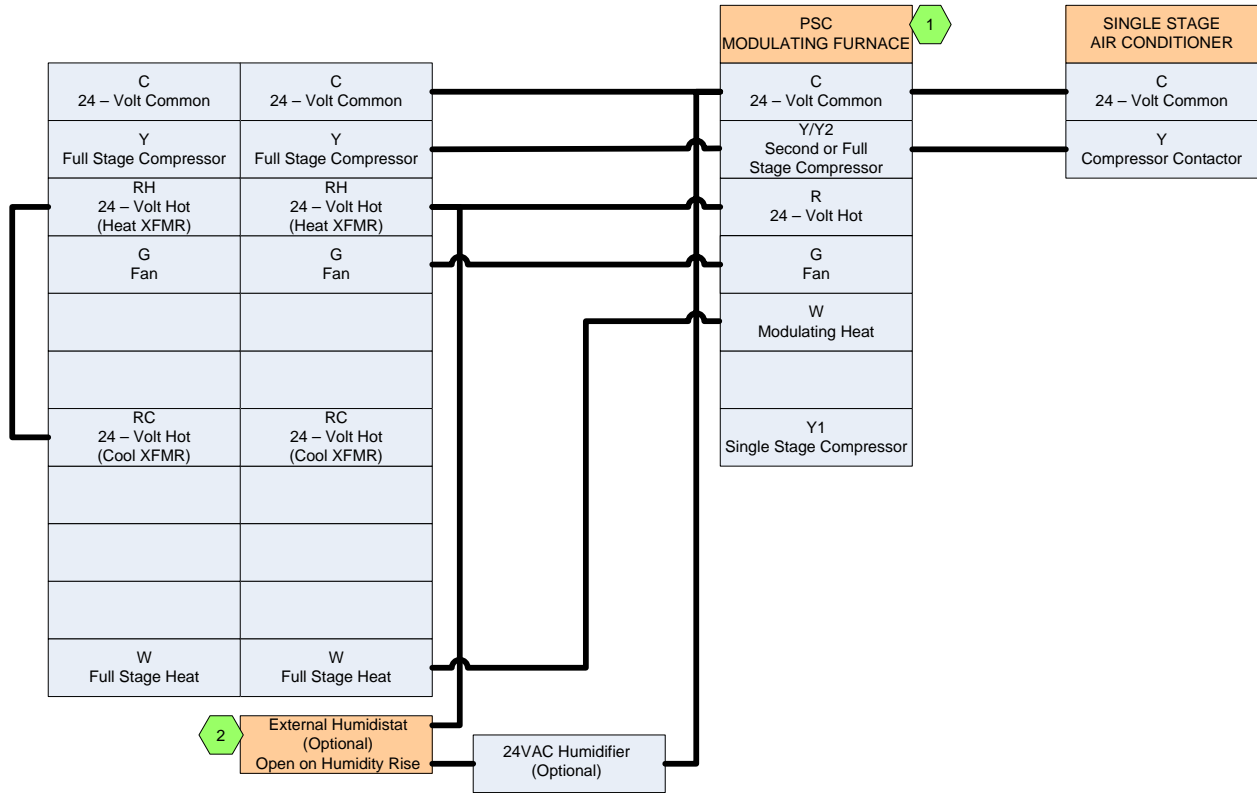 PSC
MODULATING FURNACE
1
SINGLE STAGE
AIR CONDITIONER
C
24 – Volt Common
C
24 – Volt Common
C
24 – Volt Common
C
24 – Volt Common
Y
Full Stage Compressor
Y
Full Stage Compressor
Y/Y2
Second or Full
Stage Compressor
Y
Compressor Contactor
RH
24 - Volt Hot
(Heat XFMR)
RH
24 - Volt Hot
(Heat XFMR)
R
24 - Volt Hot
G
Fan
G
Fan
G
Fan
W
Modulating Heat
RC
24 – Volt Hot
(Cool XFMR)
RC
24 – Volt Hot
(Cool XFMR)
Y1
Single Stage Compressor
W
Full Stage Heat
W
Full Stage Heat
2
External Humidistat
(Optional)
Open on Humidity Rise
24VAC Humidifier
(Optional)